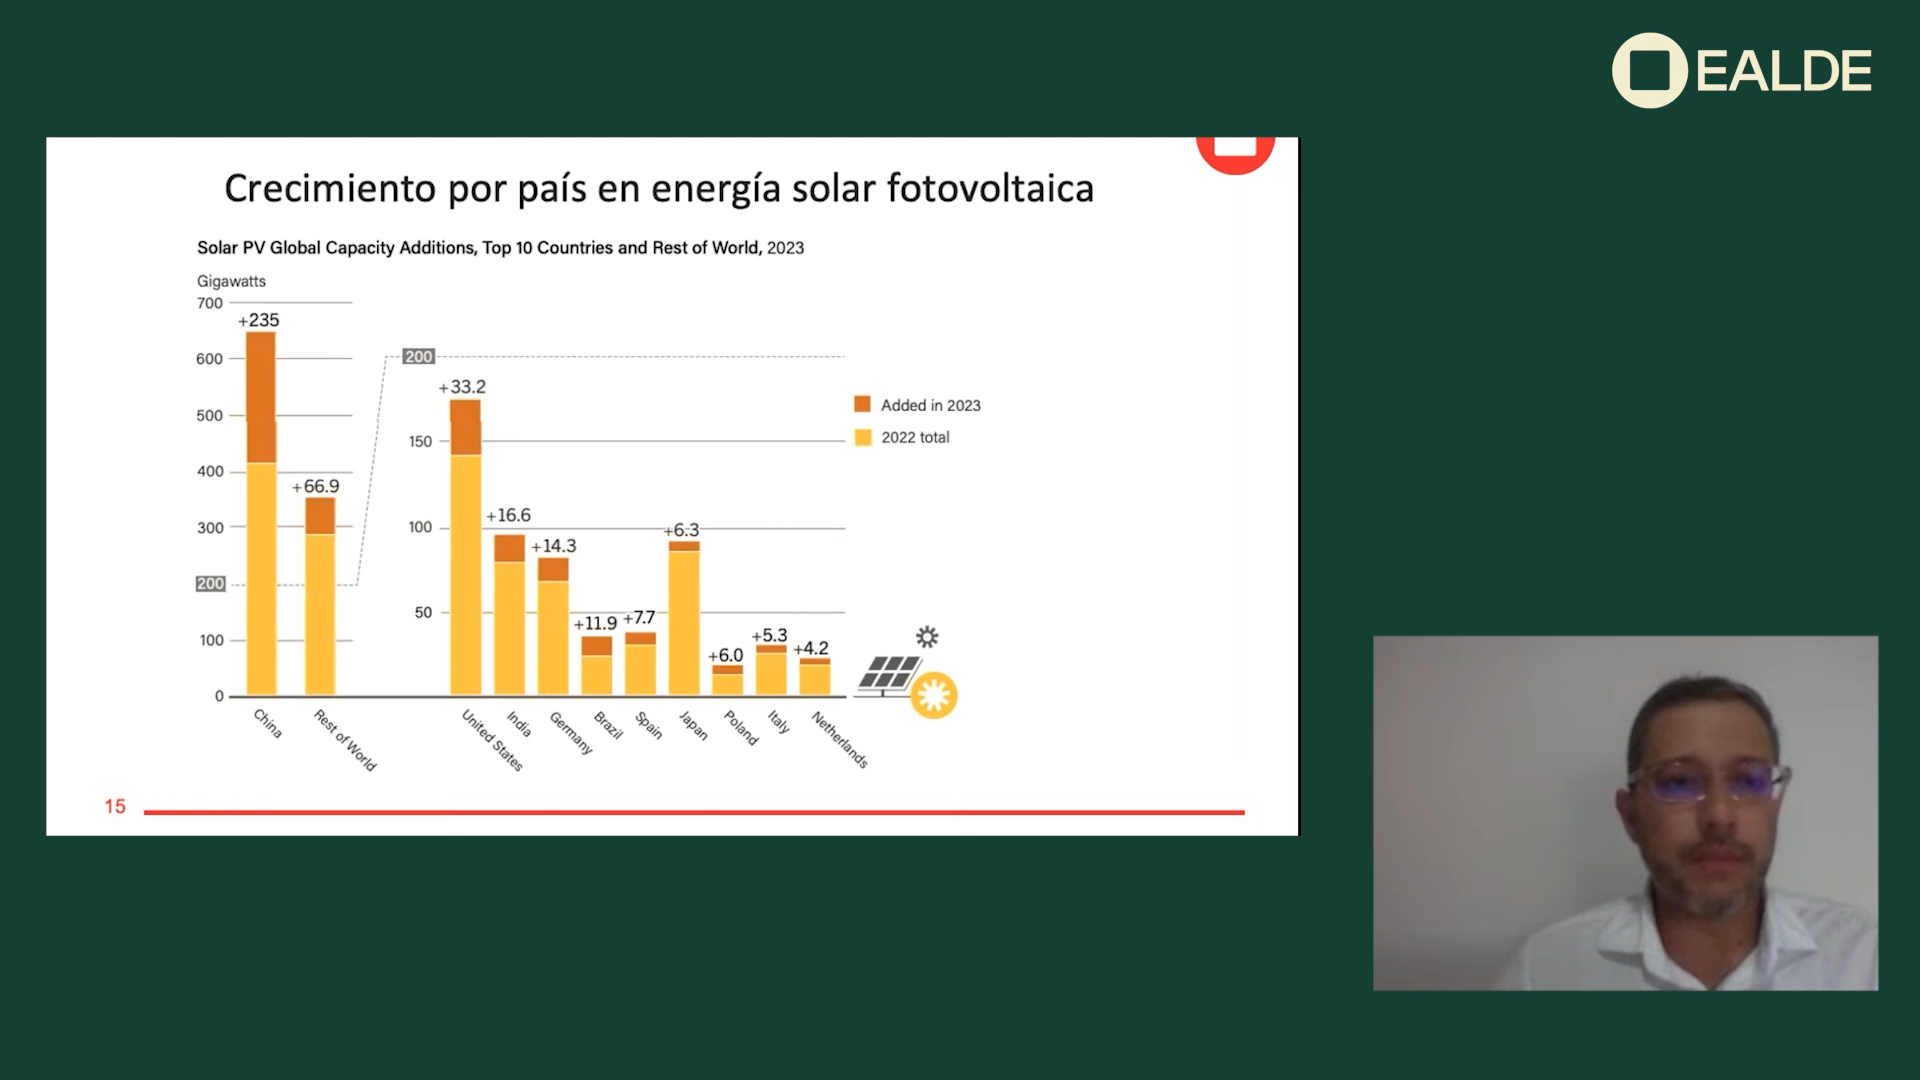 EALDE
Crecimiento por país en energía solar fotovoltaica
Solar PV Global Capacity Additions, Top 10 Countries and Rest of World, 2023
Gigawatts
700
600
500
400
300
200
100
0
+235
+66.9
200
150
100
50
+33.2
+16.6
+14.3
+11.9
+7.7
+6.3
+6.0
+5.3
+4.2
Added in 2023
2022 total
China
Rest of World
United States
India
Germany
Brazil
Spain
Japan
Poland
Italy
Netherlands
15